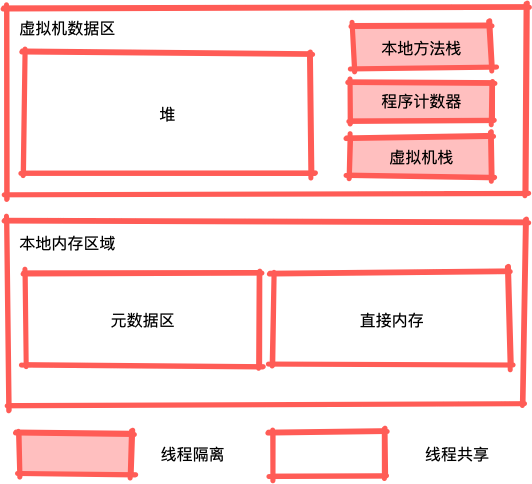 虚拟机数据区
本地方法栈
堆
程序计数器
虚拟机栈
本地内存区域
元数据区
直接内存
线程隔离
线程共享